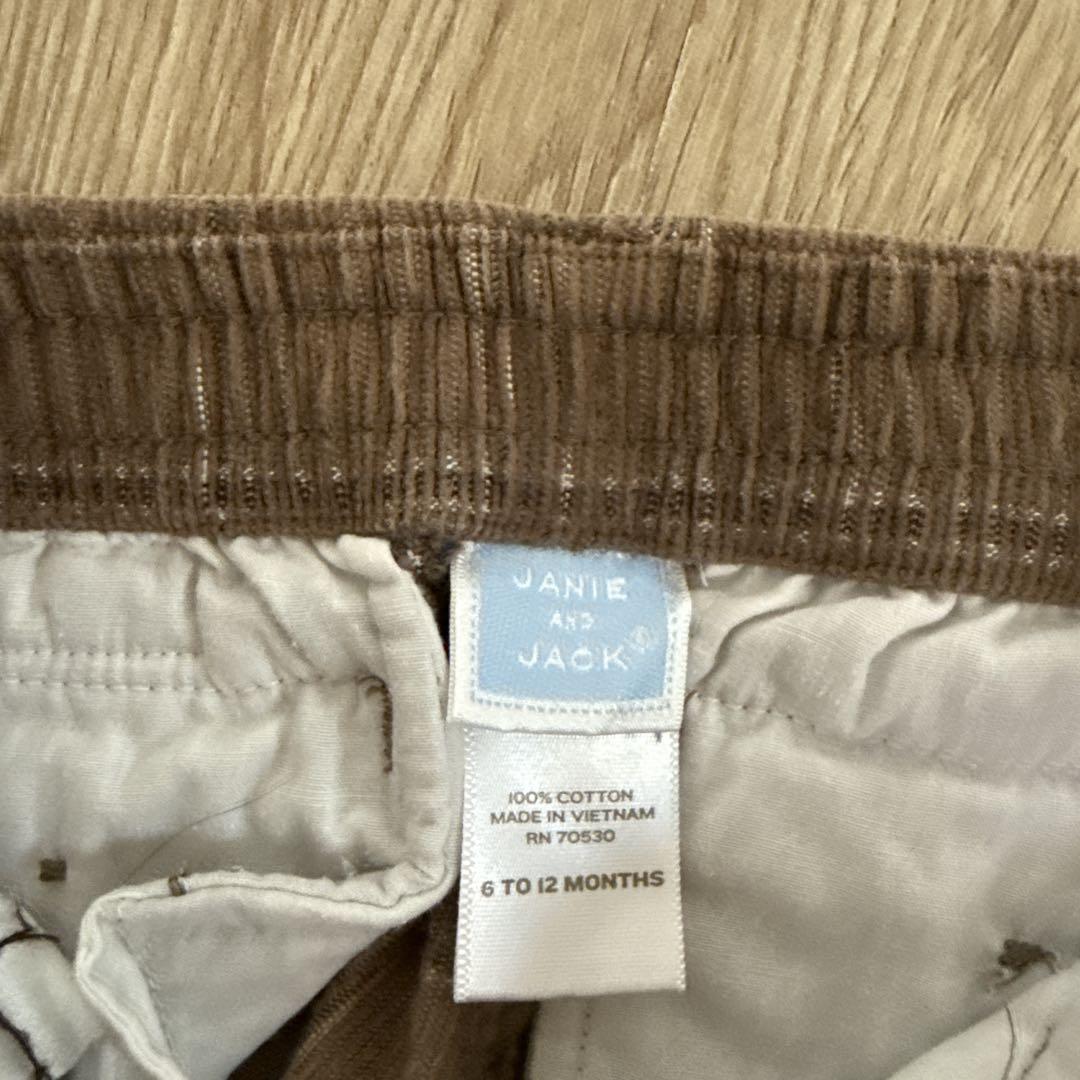 JANIE
AND
JACK®
100% COTTON
MADE IN VIETNAM
RN 70530
6 TO 12 MONTHS